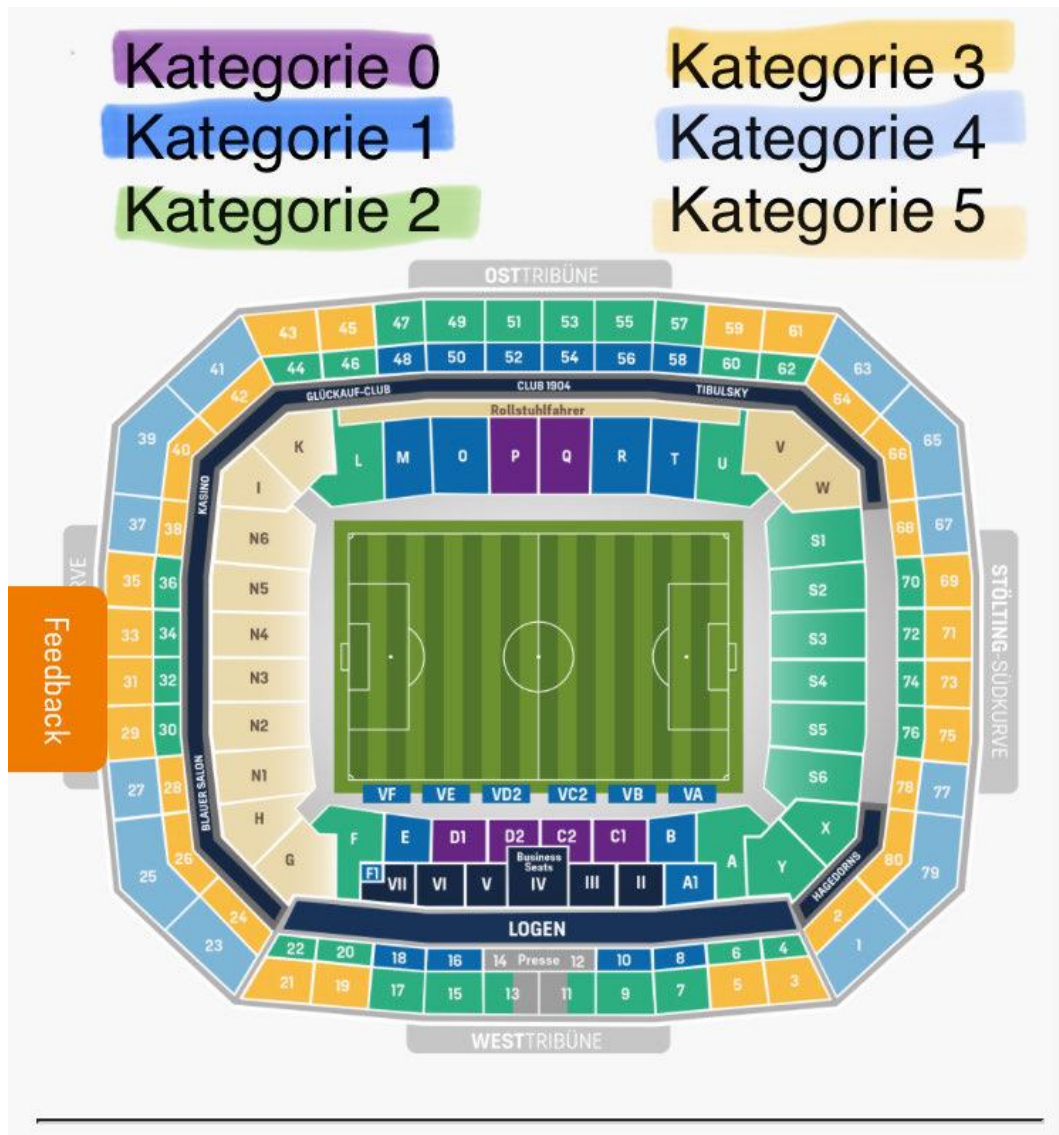 Kategorie 0 Kategorie 3
Kategorie 1 Kategorie 4
Kategorie 2 Kategorie 5
OSTTRIBÜNE
43 45 47 49 51 53 55 57 59 61
44 46 48 50 52 54 56 58 60 62
41 42 63 64
GLÜCKAUF-CLUB CLUB 1904 TIBULSKY
Rollstuhlfahrer
39 40 K L M O P Q R T U V 66 65
KASINO I W
37 38 N6 S1 68 67
35 36 N5 S2 70 69
33 34 N4 S3 72 71
31 32 N3 S4 74 73
29 30 N2 S5 76 75
27 28 N1 S6 78 77
RVE
Feedback
STÖLTING-SÜDKURVE
BLAUER SALON
VF VE VD2 VC2 VB VA
H X
G F E D1 D2 C2 C1 B A Y
Business
Seats
F1 VII VI V IV III II A1
HAGEDORNS
25 26 80 79
23 24 2 1
LOGEN
22 20 18 16 14 Presse 12 10 8 6 4
21 19 17 15 13 11 9 7 5 3
WESTTRIBÜNE